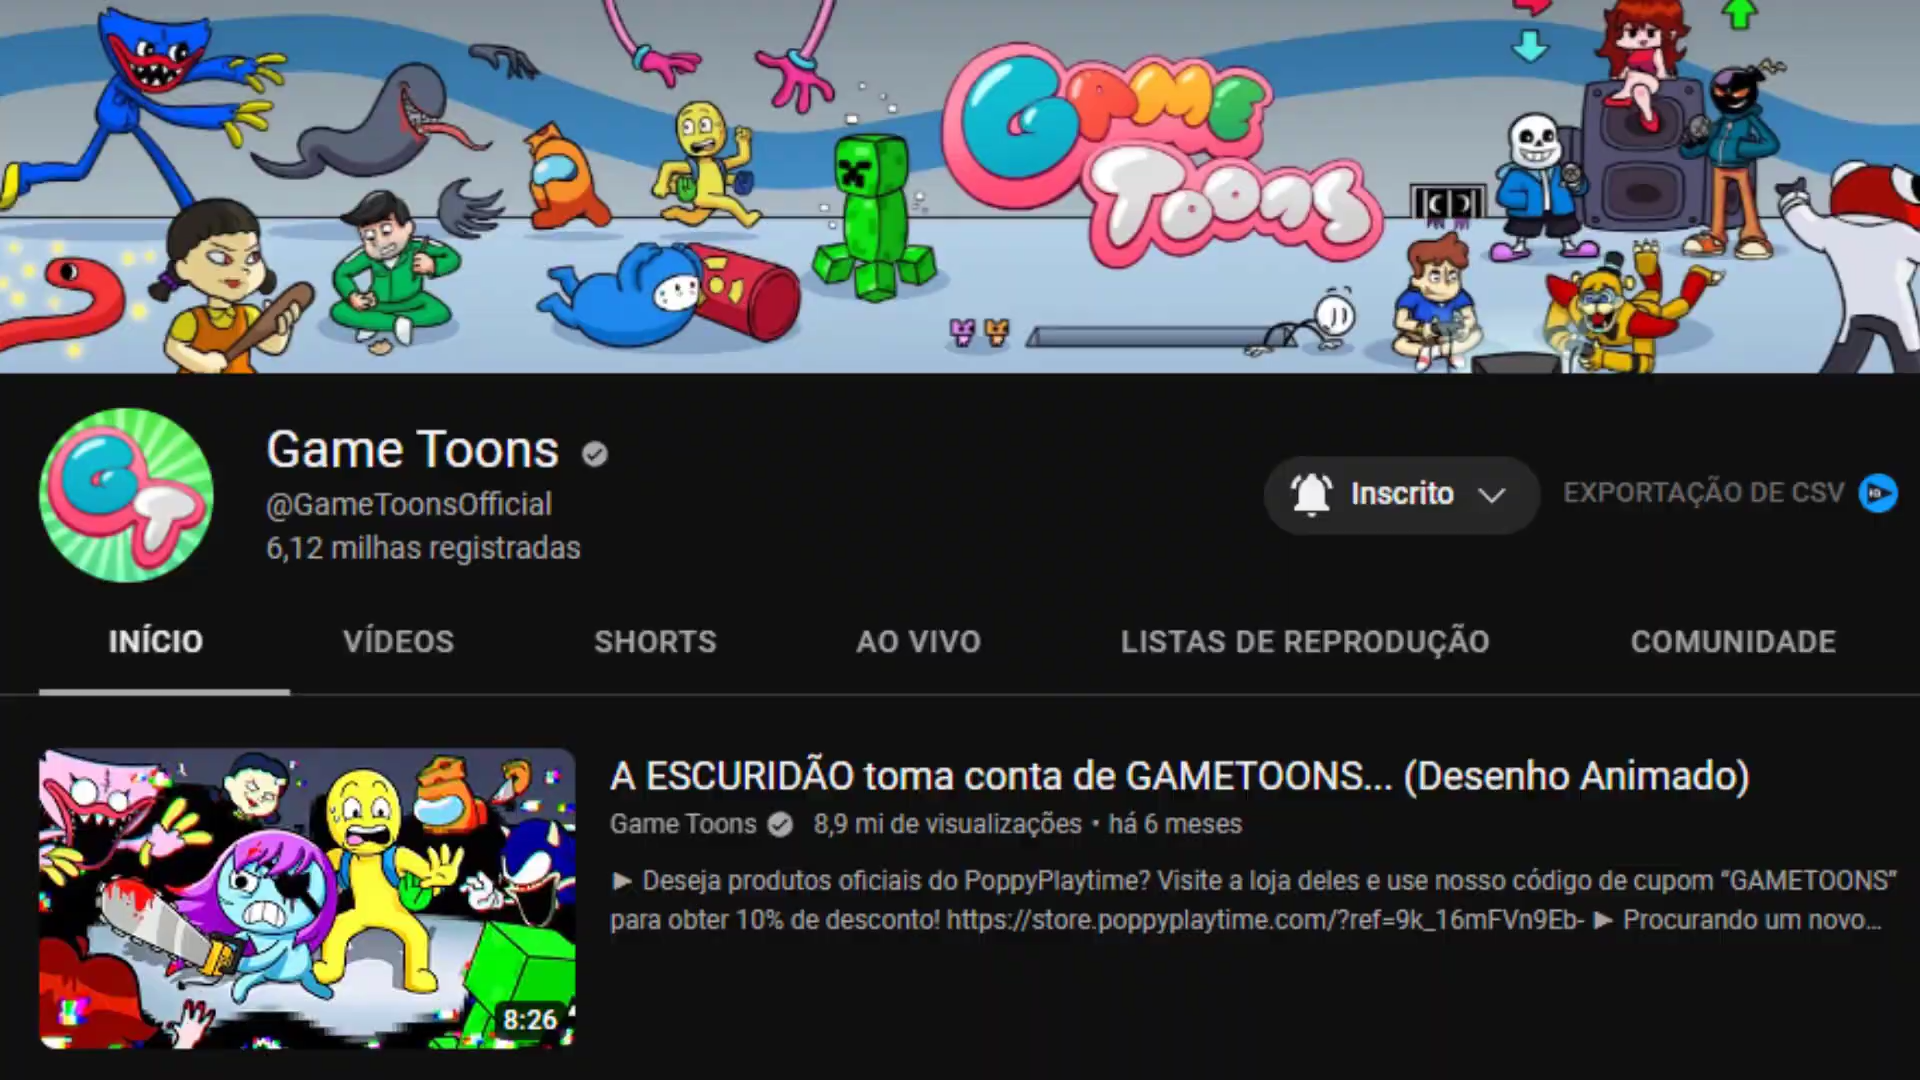 GAME
TOONS
GT
Game Toons
@GameToonsOfficial
6,12 milhas registradas
Inscrito
EXPORTAÇÃO DE CSV
INÍCIO VÍDEOS SHORTS AO VIVO LISTAS DE REPRODUÇÃO COMUNIDADE
A ESCURIDÃO toma conta de GAMETOONS... (Desenho Animado)
Game Toons 8,9 mi de visualizações • há 6 meses
► Deseja produtos oficiais do PoppyPlaytime? Visite a loja deles e use nosso código de cupom “GAMETOONS”
para obter 10% de desconto! https://store.poppyplaytime.com/?ref=9k_16mFVn9Eb- ► Procurando um novo...
8:26